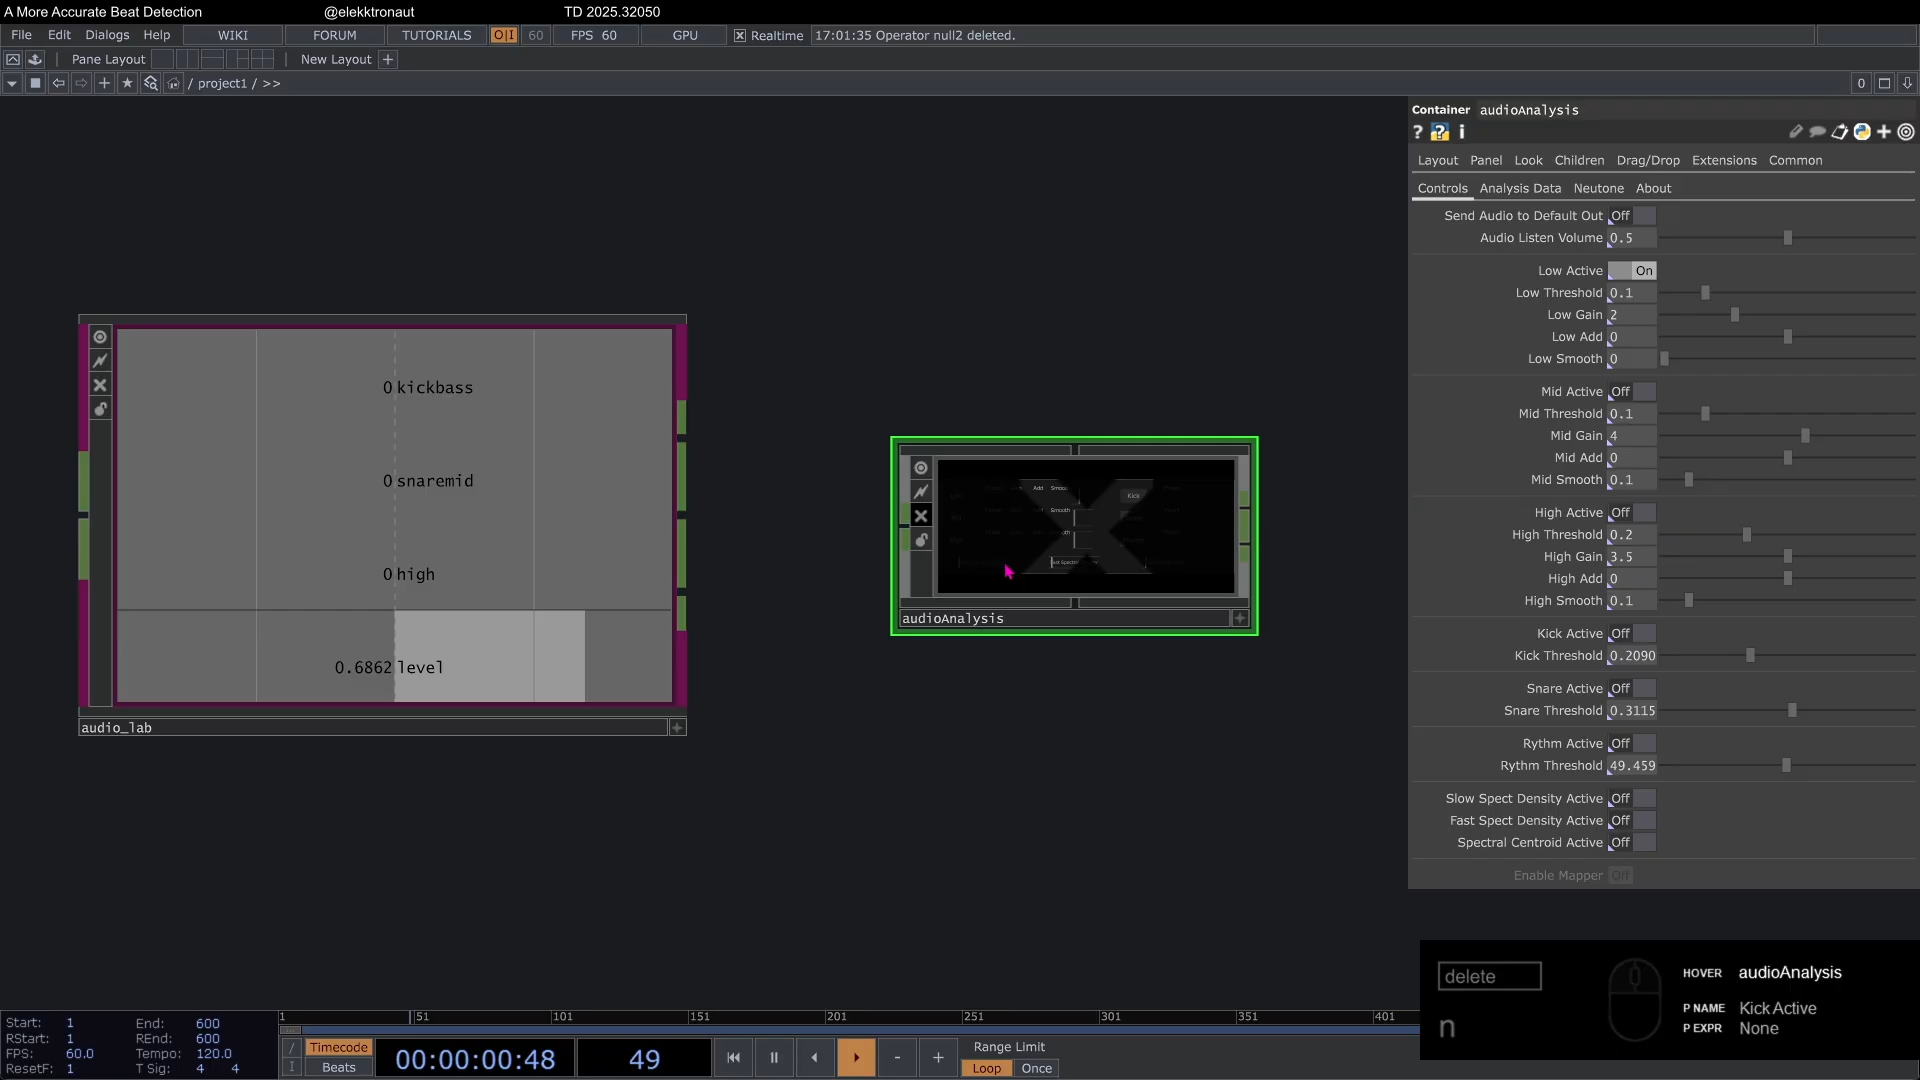 A More Accurate Beat Detection @elekktronaut TD 2025.32050
File Edit Dialogs Help WIKI FORUM TUTORIALS O|I 60 FPS 60 GPU Realtime 17:01:35 Operator null2 deleted.
Pane Layout New Layout +
/ project1 / >> 0
Container audioAnalysis
? ? i
Layout Panel Look Children Drag/Drop Extensions Common
Controls Analysis Data Neutone About
Send Audio to Default Out Off
Audio Listen Volume 0.5
Low Active On
Low Threshold 0.1
Low Gain 2
Low Add 0
Low Smooth 0
Mid Active Off
Mid Threshold 0.1
Mid Gain 4
Mid Add 0
Mid Smooth 0.1
High Active Off
High Threshold 0.2
High Gain 3.5
High Add 0
High Smooth 0.1
Kick Active Off
Kick Threshold 0.2090
Snare Active Off
Snare Threshold 0.3115
Rythm Active Off
Rythm Threshold 49.459
Slow Spect Density Active Off
Fast Spect Density Active Off
Spectral Centroid Active Off
Enable Mapper Off
0 kickbass
0 snaremid
0 high
0.6862 level
audio_lab
Add Smooth
Kick
Smooth
audioAnalysis
delete
n
HOVER audioAnalysis
P NAME Kick Active
P EXPR None
1 51 101 151 201 251 301 351 401
Start: 1 End: 600
RStart: 1 REnd: 600
FPS: 60.0 Tempo: 120.0
ResetF: 1 T Sig: 4 4
/ Timecode
I Beats
00:00:00:48 49
- +
Range Limit
Loop Once